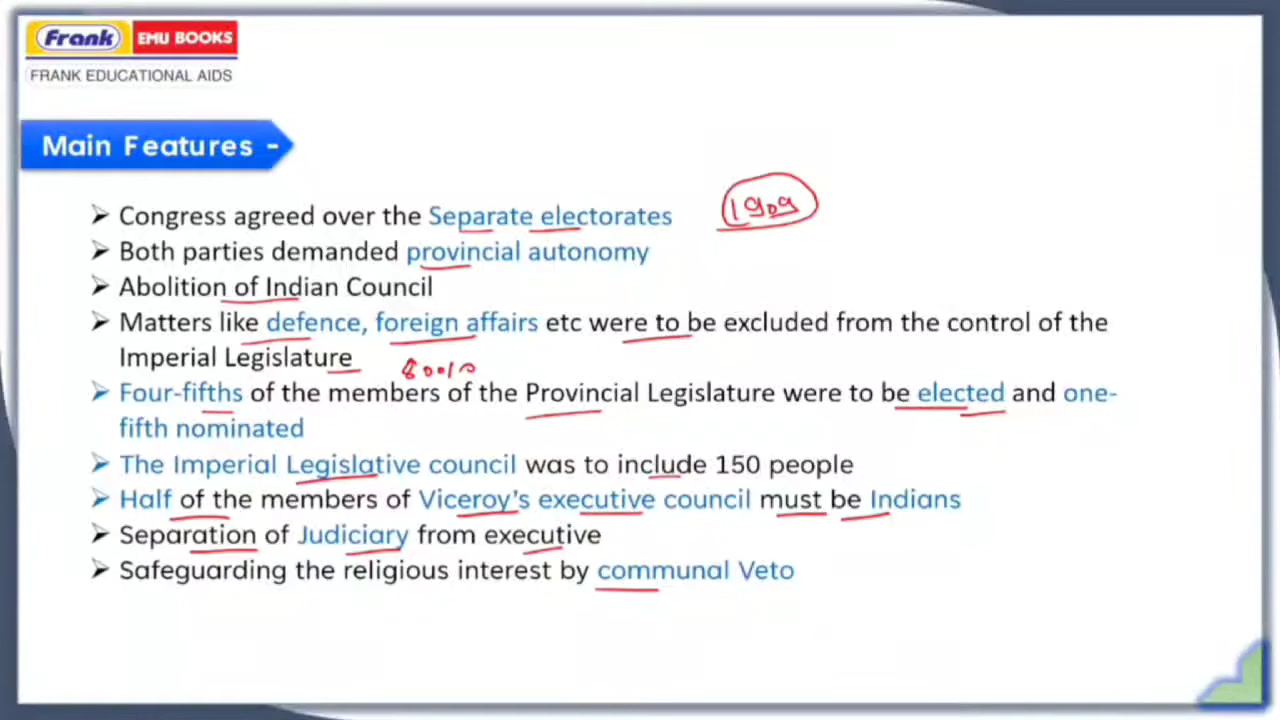 Frank EMU BOOKS
FRANK EDUCATIONAL AIDS
Main Features -
➤ Congress agreed over the Separate electorates 1909
➤ Both parties demanded provincial autonomy
➤ Abolition of Indian Council
➤ Matters like defence, foreign affairs etc were to be excluded from the control of the
Imperial Legislature
80%
➤ Four-fifths of the members of the Provincial Legislature were to be elected and one-
fifth nominated
➤ The Imperial Legislative council was to include 150 people
➤ Half of the members of Viceroy's executive council must be Indians
➤ Separation of Judiciary from executive
➤ Safeguarding the religious interest by communal Veto